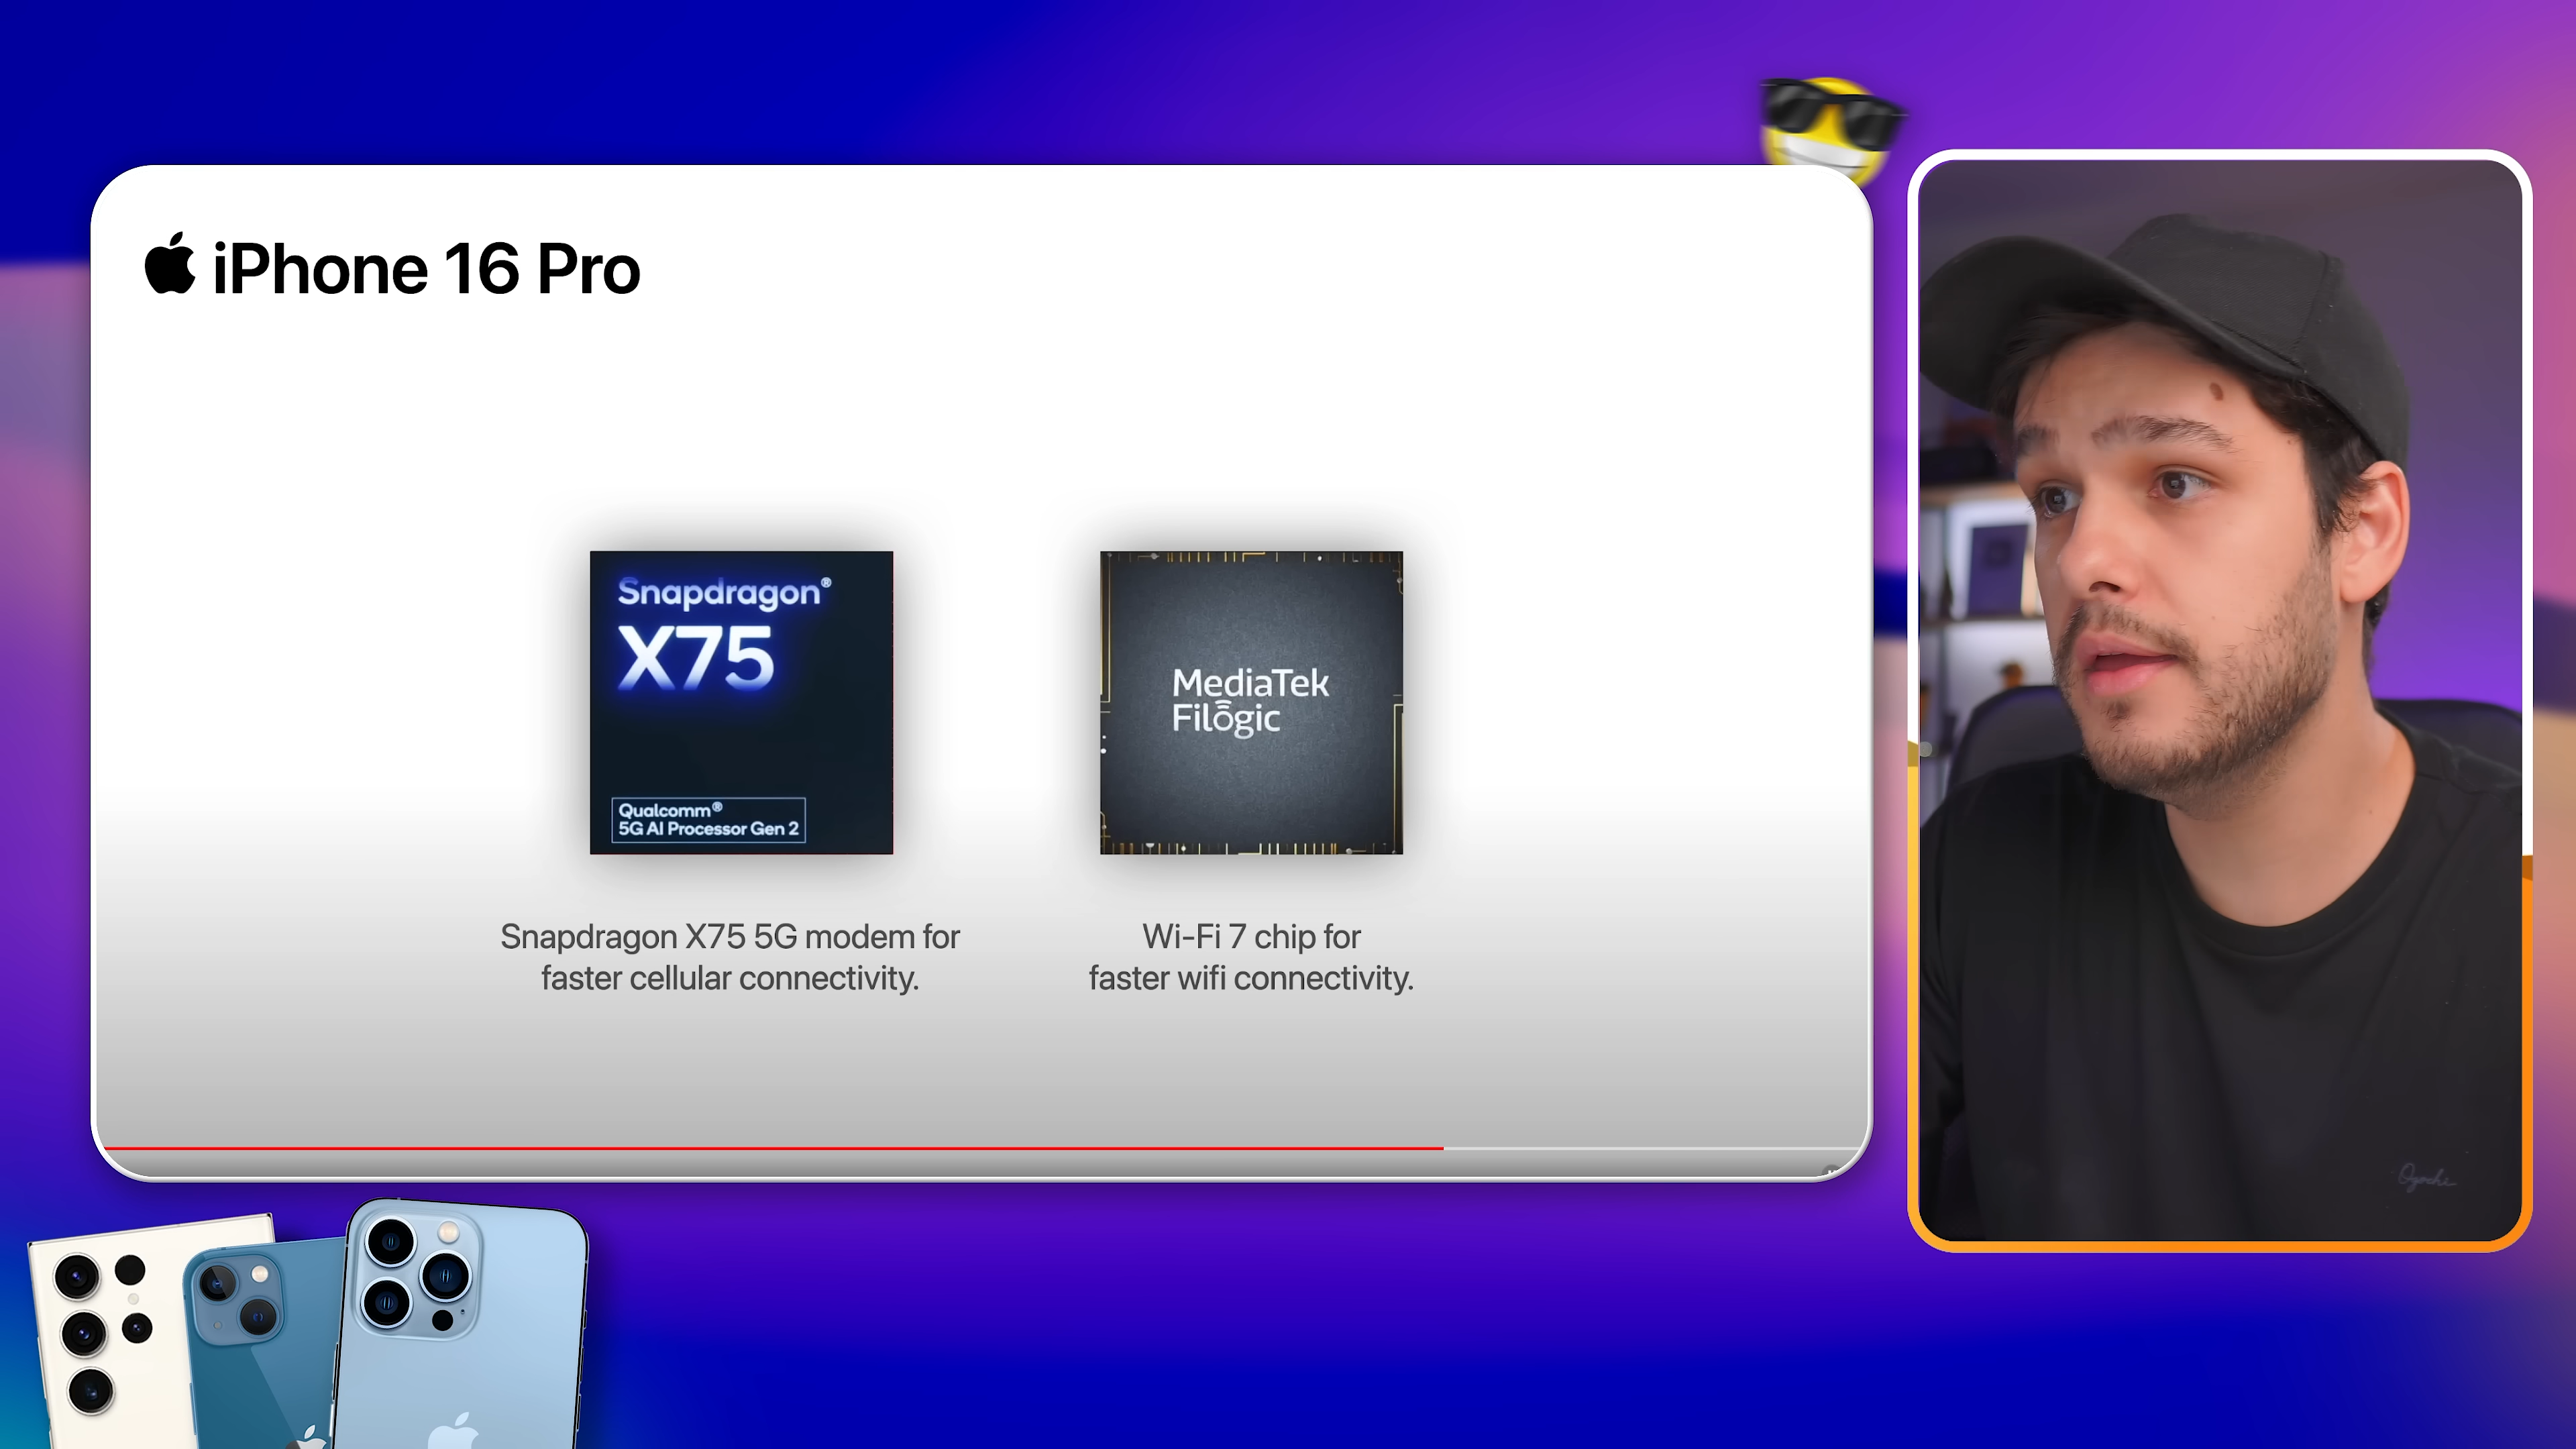 iPhone 16 Pro
Snapdragon®
X75
Qualcomm®
5G AI Processor Gen 2
MediaTek
Filogic
Snapdragon X75 5G modem for
faster cellular connectivity.
Wi-Fi 7 chip for
faster wifi connectivity.